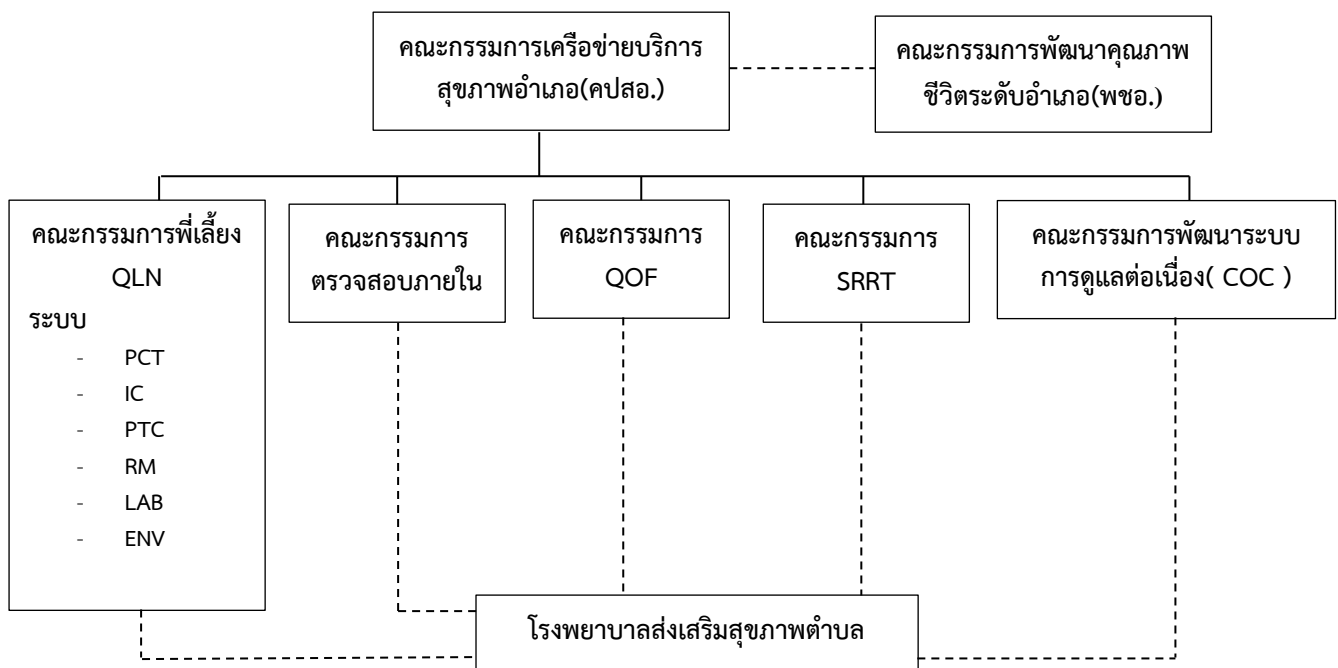 คณะกรรมการเครือข่ายบริการ
สุขภาพอำเภอ(คปสอ.)
คณะกรรมการพัฒนาคุณภาพ
ชีวิตระดับอำเภอ(พชอ.)
คณะกรรมการพี่เลี้ยง
QLN
ระบบ
- PCT
- IC
- PTC
- RM
- LAB
- ENV
คณะกรรมการ
ตรวจสอบภายใน
คณะกรรมการ
QOF
คณะกรรมการ
SRRT
คณะกรรมการพัฒนาระบบ
การดูแลต่อเนื่อง( COC )
โรงพยาบาลส่งเสริมสุขภาพตำบล